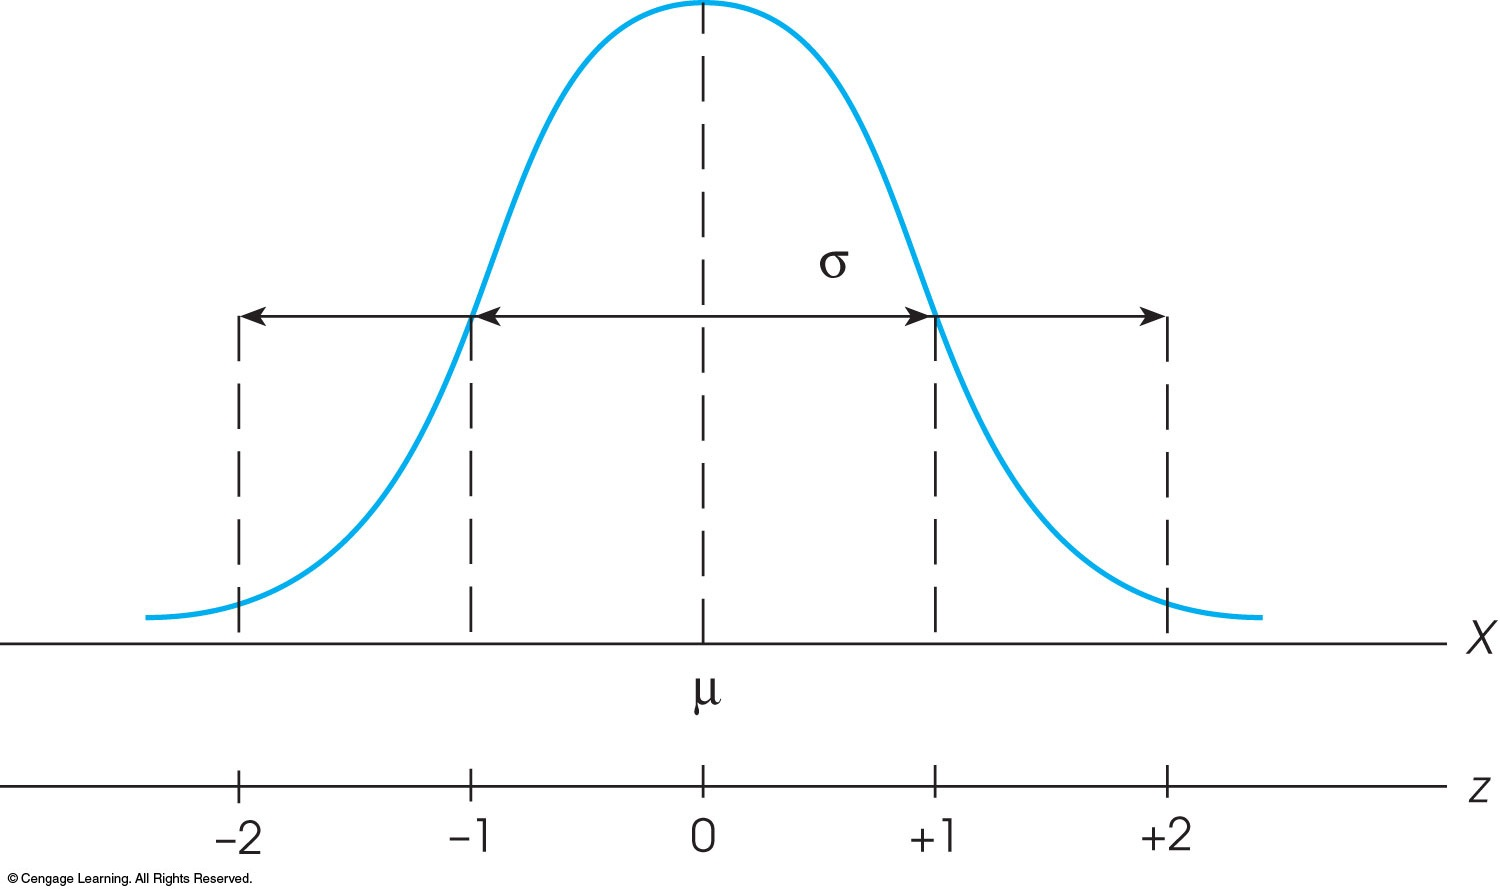 σ
X
μ
z
−2 −1 0 +1 +2
© Cengage Learning. All Rights Reserved.